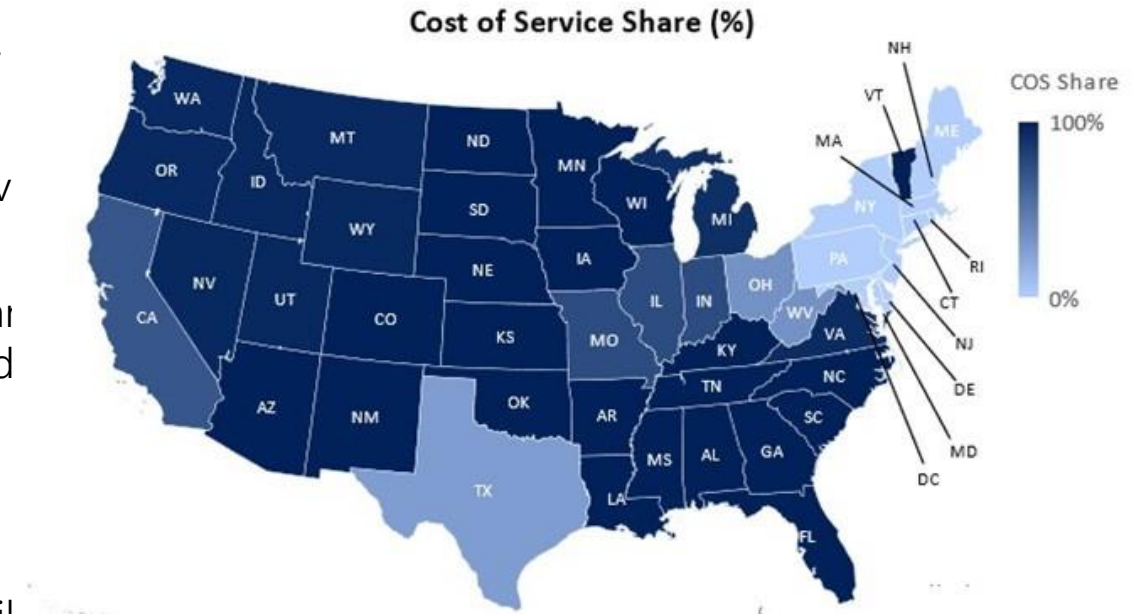 Cost of Service Share (%)
NH
COS Share
VT
100%
WA
ME
MT
ND
MA
MN
OR
ID
WI
SD
MI
NY
WY
IA
PA
RI
NE
NV
OH
UT
IL
IN
0%
CT
CO
WV
CA
KS
MO
VA
NJ
KY
NC
TN
DE
OK
AZ
AR
NM
SC
GA
MD
AL
MS
DC
TX
LA
FL